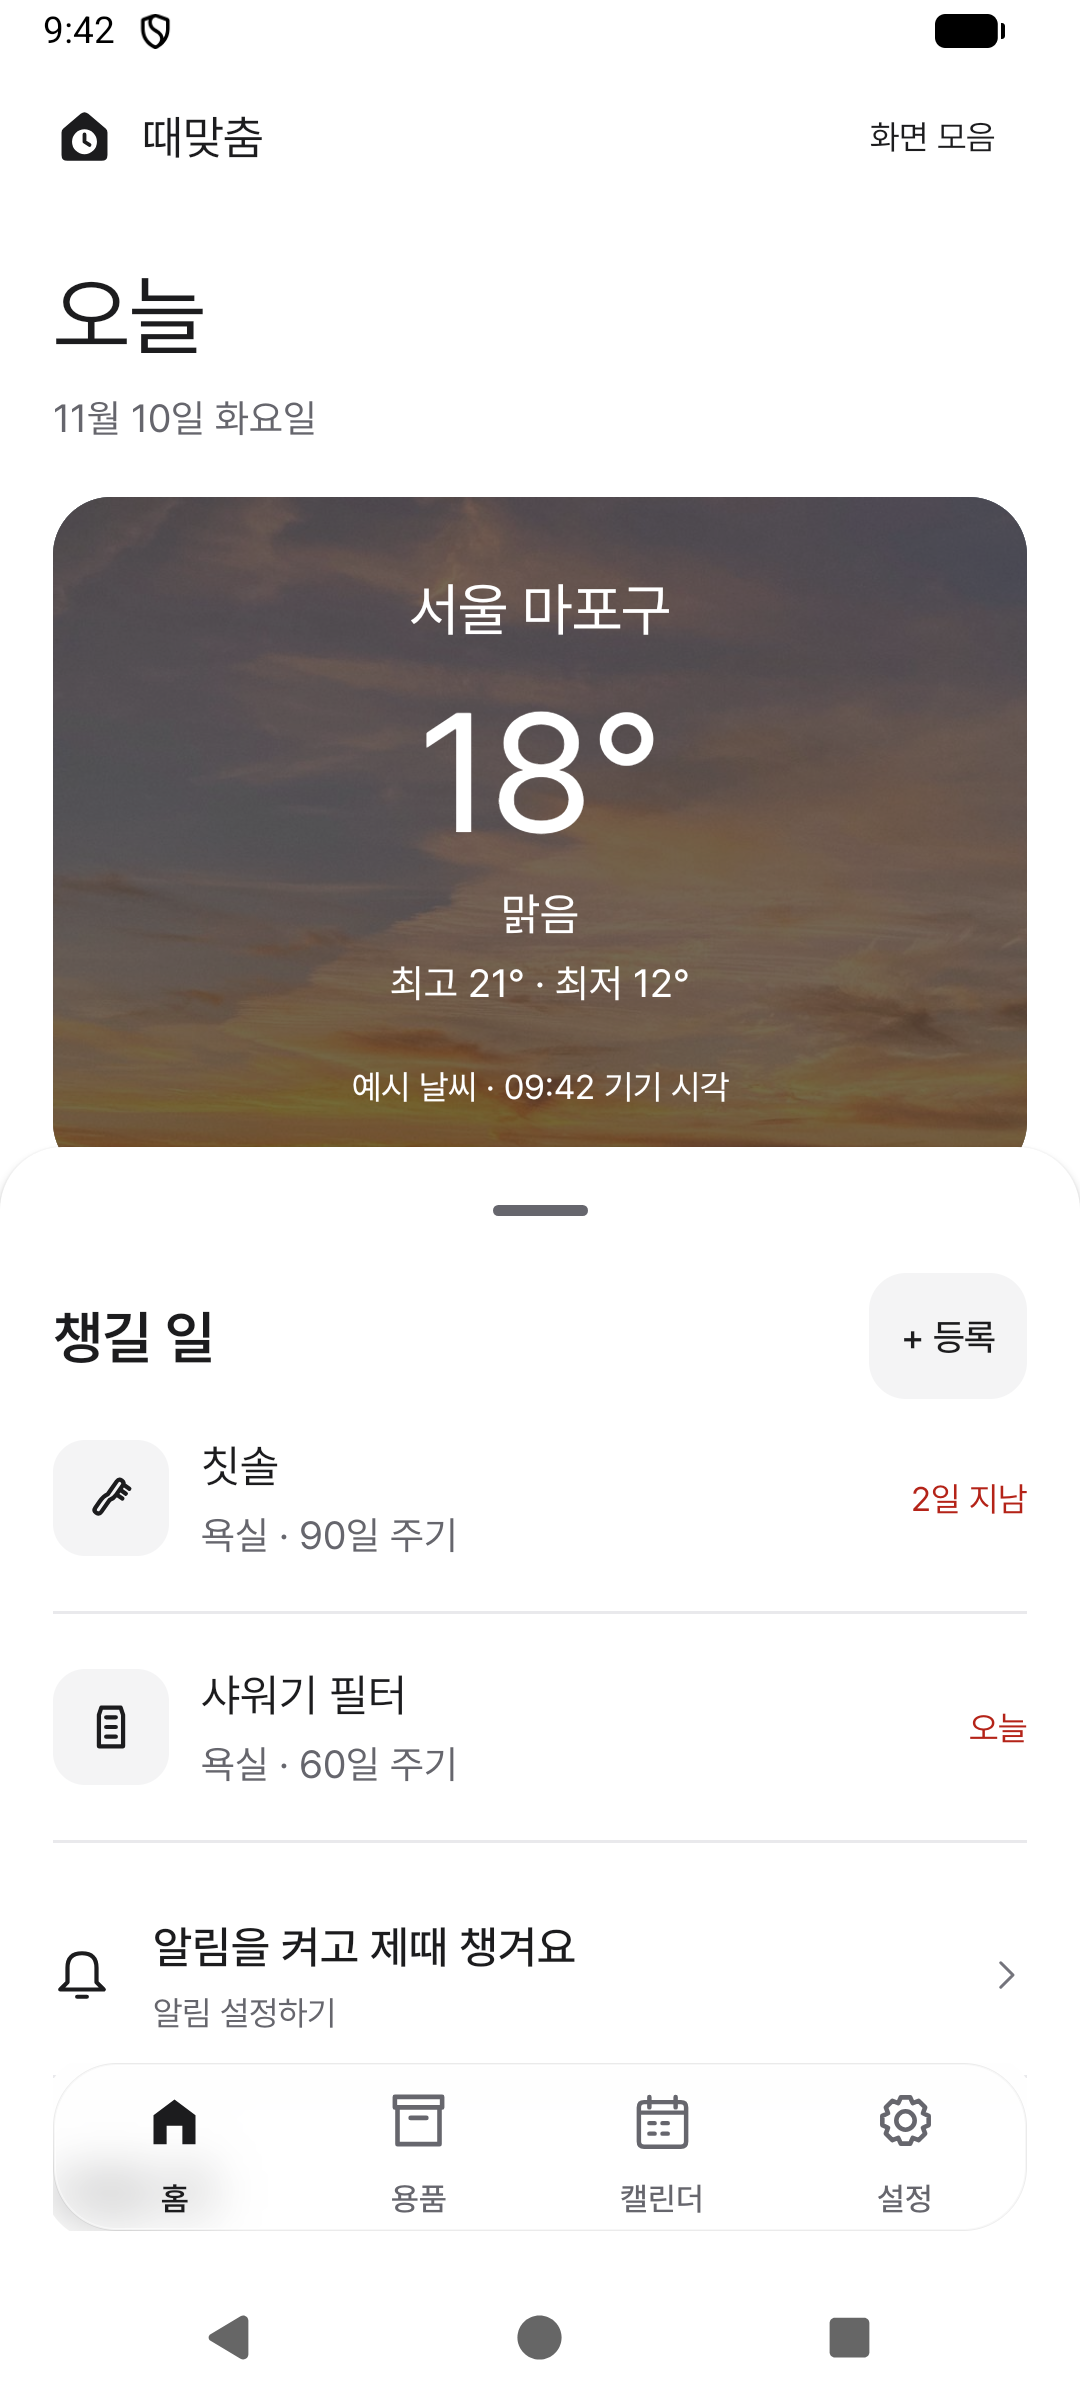 9:42
때맞춤
화면 모음
오늘
11월 10일 화요일
서울 마포구
18°
맑음
최고 21° · 최저 12°
예시 날씨 · 09:42 기기 시각
챙길 일
+ 등록
칫솔
욕실 · 90일 주기
2일 지남
샤워기 필터
욕실 · 60일 주기
오늘
알림을 켜고 제때 챙겨요
알림 설정하기
홈
용품
캘린더
설정